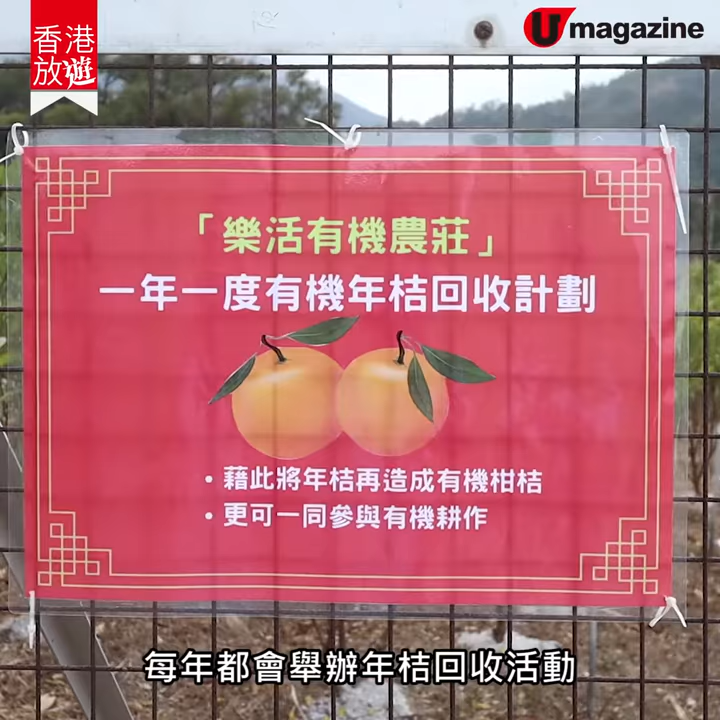 香港
放遊
U magazine
「樂活有機農莊」
一年一度有機年桔回收計劃
・藉此將年桔再造成有機柑桔
・更可一同參與有機耕作
每年都會舉辦年桔回收活動